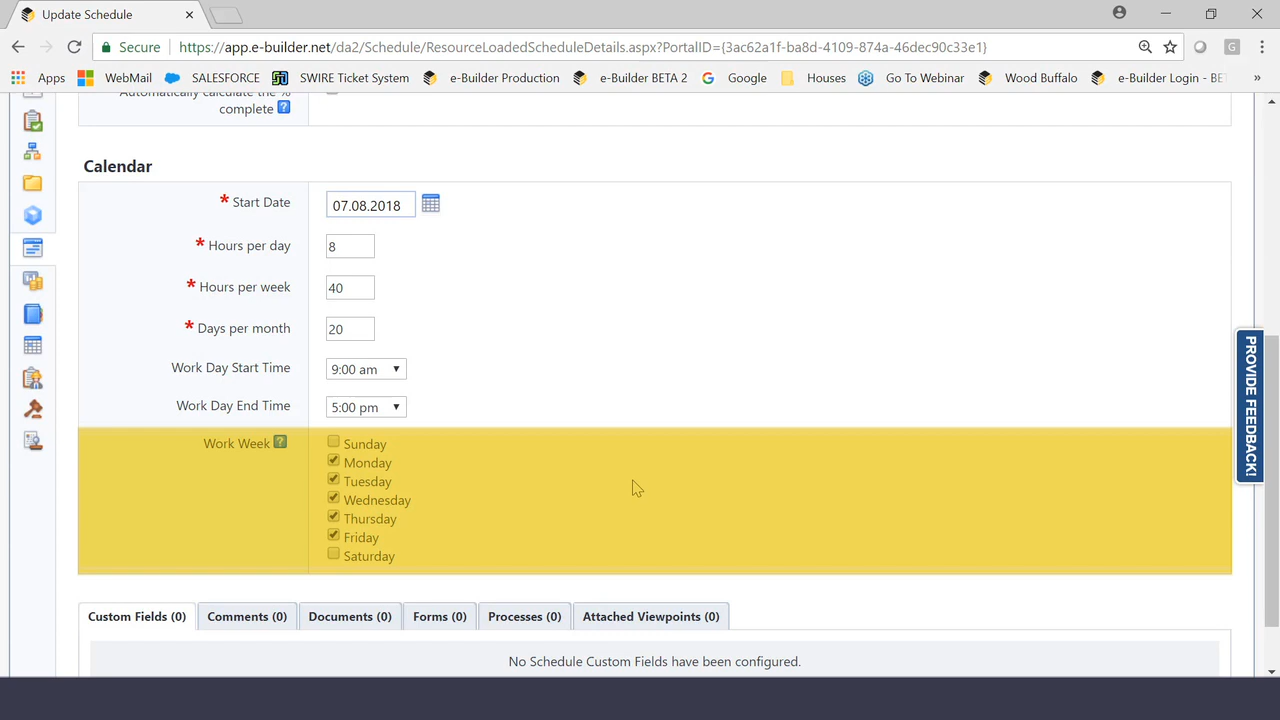 Update Schedule
Secure https://app.e-builder.net/da2/Schedule/ResourceLoadedScheduleDetails.aspx?PortalID={3ac62a1f-babd-4109-874a-46dec90c33e1}
Apps WebMail SALESFORCE SWIRE Ticket System e-Builder Production e-Builder BETA 2 Google Houses Go To Webinar Wood Buffalo e-Builder Login - BET »
Automatically calculate the %
complete ?
Calendar
* Start Date 07.08.2018
* Hours per day 8
* Hours per week 40
* Days per month 20
Work Day Start Time 9:00 am
Work Day End Time 5:00 pm
Work Week ? Sunday
Monday
Tuesday
Wednesday
Thursday
Friday
Saturday
PROVIDE FEEDBACK!
Custom Fields (0) Comments (0) Documents (0) Forms (0) Processes (0) Attached Viewpoints (0)
No Schedule Custom Fields have been configured.